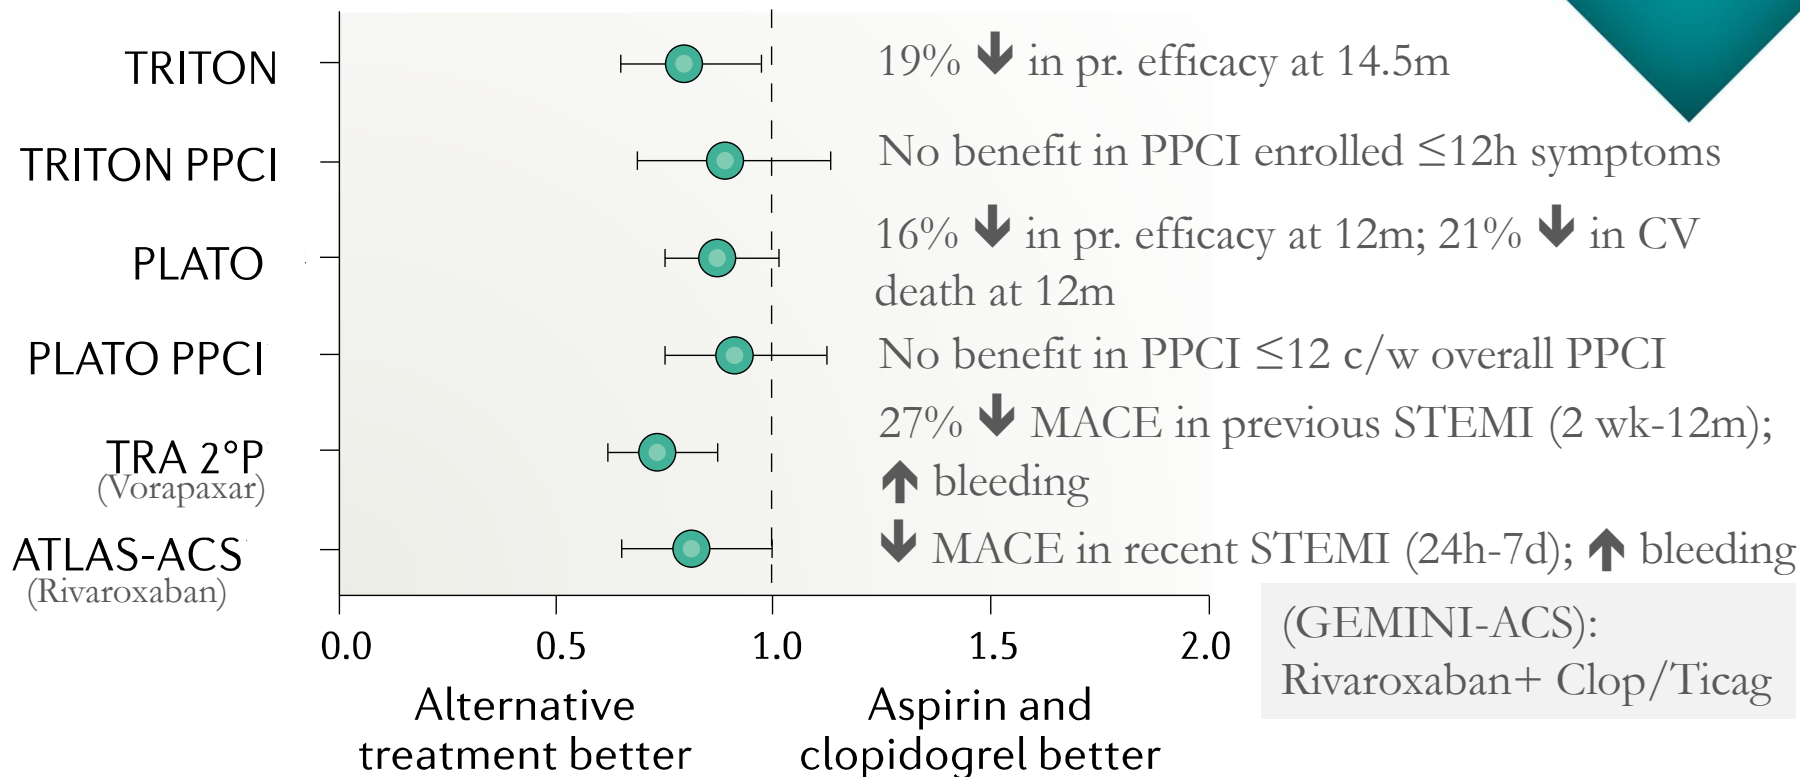 TRITON
19% ↓ in pr. efficacy at 14.5m
TRITON PPCI
No benefit in PPCI enrolled ≤12h symptoms
PLATO
16% ↓ in pr. efficacy at 12m; 21% ↓ in CV
death at 12m
PLATO PPCI
No benefit in PPCI ≤12 c/w overall PPCI
TRA 2°P
(Vorapaxar)
27% ↓ MACE in previous STEMI (2 wk-12m);
↑ bleeding
ATLAS-ACS
(Rivaroxaban)
↓ MACE in recent STEMI (24h-7d); ↑ bleeding
(GEMINI-ACS):
Rivaroxaban+ Clop/Ticag
0.0 0.5 1.0 1.5 2.0
Alternative
treatment better
Aspirin and
clopidogrel better